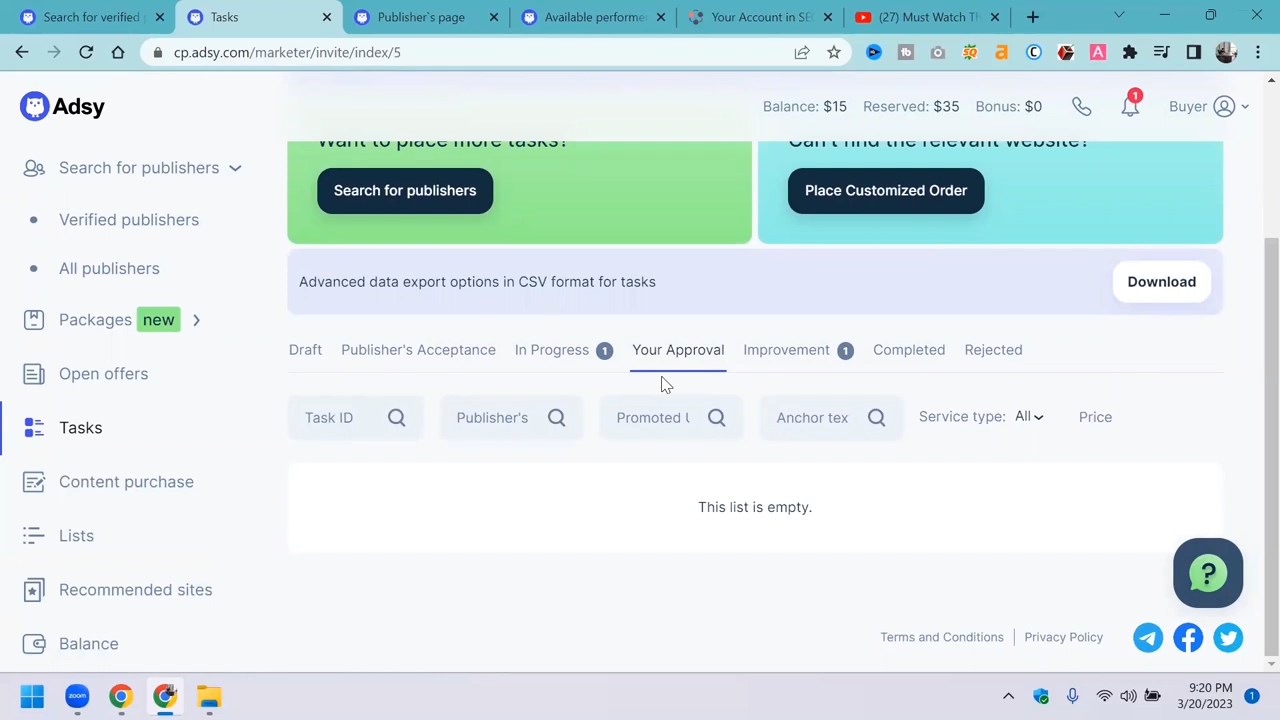 Search for verified p
Tasks
Publisher`s page
Available performe
Your Account in SEO
(27) Must Watch Th
cp.adsy.com/marketer/invite/index/5
Adsy
Balance: $15 Reserved: $35 Bonus: $0
1
Buyer
Search for publishers
Verified publishers
All publishers
Packages new
Open offers
Tasks
Content purchase
Lists
Recommended sites
Balance
Want to place more tasks?
Search for publishers
Can't find the relevant website?
Place Customized Order
Advanced data export options in CSV format for tasks
Download
Draft Publisher's Acceptance In Progress 1 Your Approval Improvement 1 Completed Rejected
Task ID Publisher's Promoted U Anchor tex Service type: All Price
This list is empty.
?
Terms and Conditions Privacy Policy
zoom
9:20 PM
3/20/2023
1